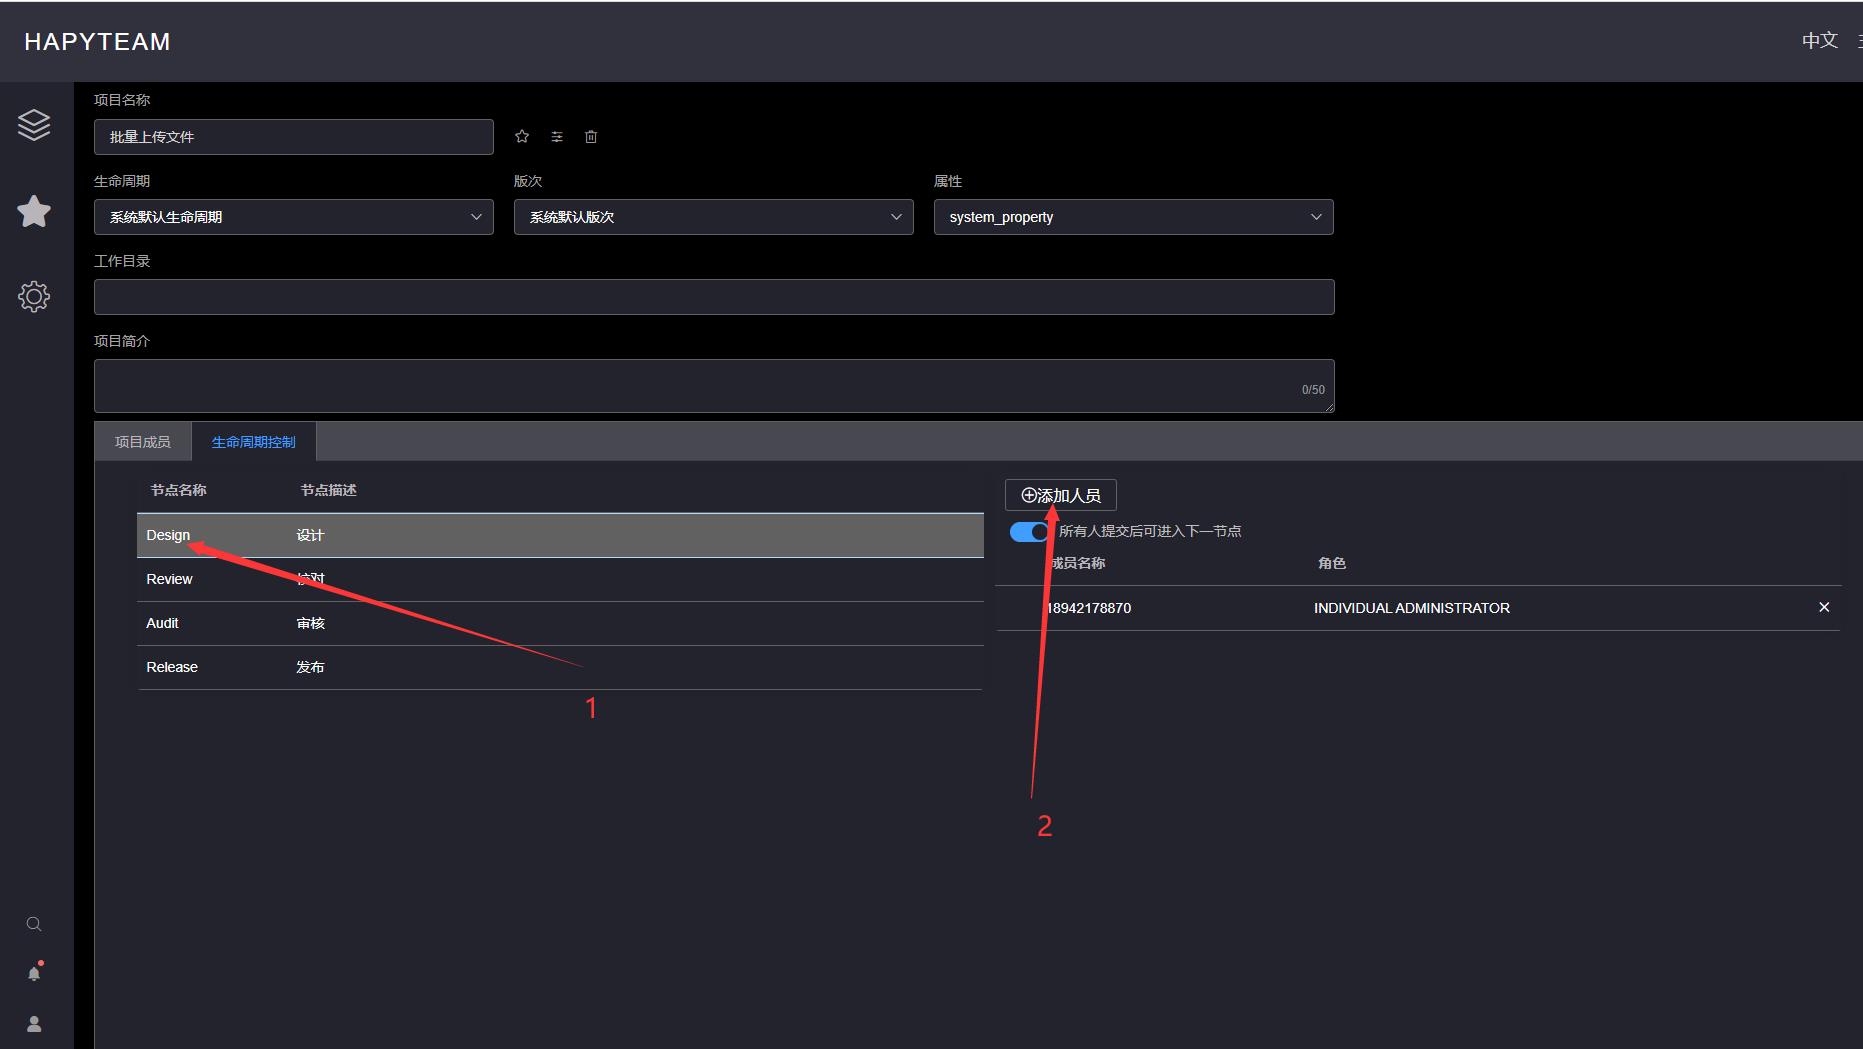 HAPYTEAM
中文
项目名称
批量上传文件
生命周期 版次 属性
系统默认生命周期 系统默认版次 system_property
工作目录
项目简介
0/50
项目成员 生命周期控制
节点名称 节点描述
Design 设计
Review 核对
Audit 审核
Release 发布
1
添加人员
所有人提交后可进入下一节点
成员名称 角色
18942178870 INDIVIDUAL ADMINISTRATOR
2